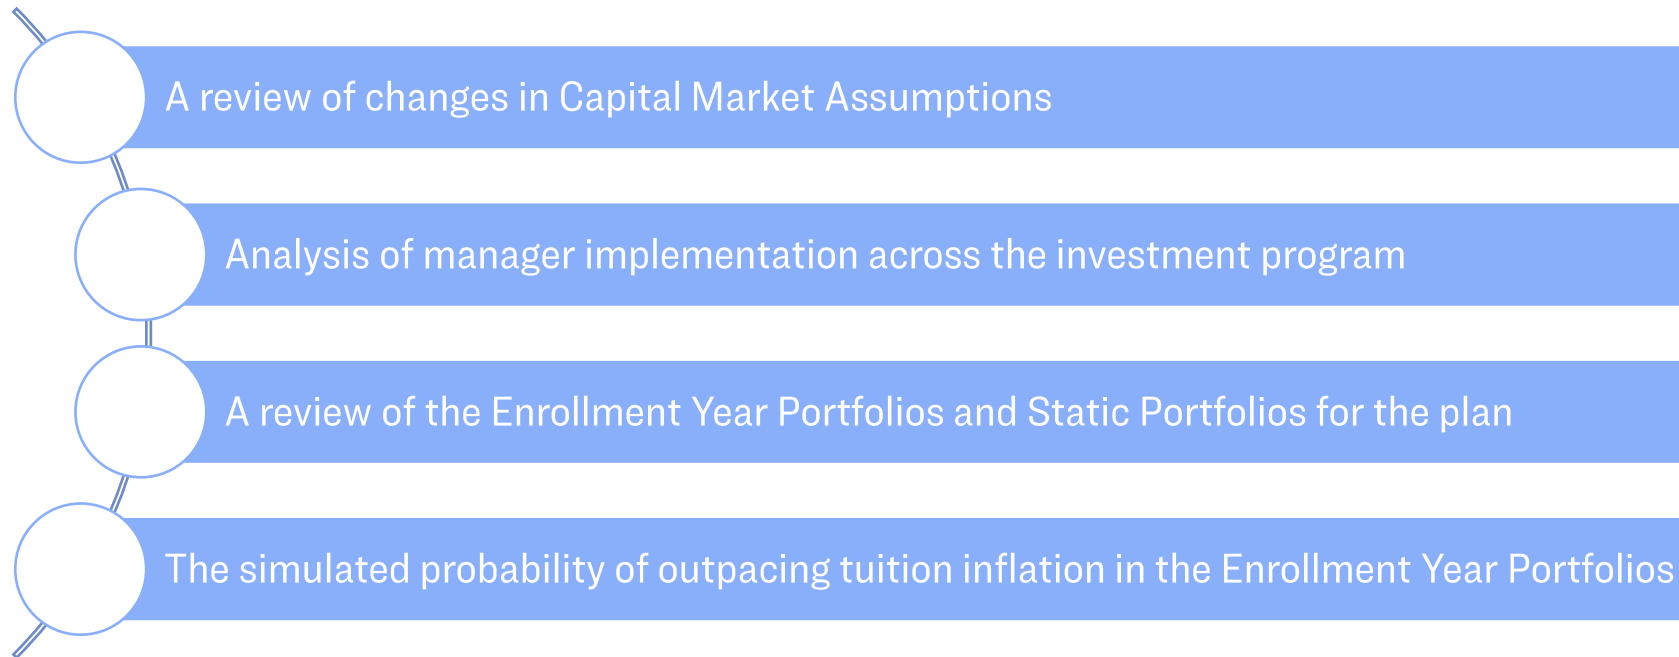 A review of changes in Capital Market Assumptions
Analysis of manager implementation across the investment program
A review of the Enrollment Year Portfolios and Static Portfolios for the plan
The simulated probability of outpacing tuition inflation in the Enrollment Year Portfolios